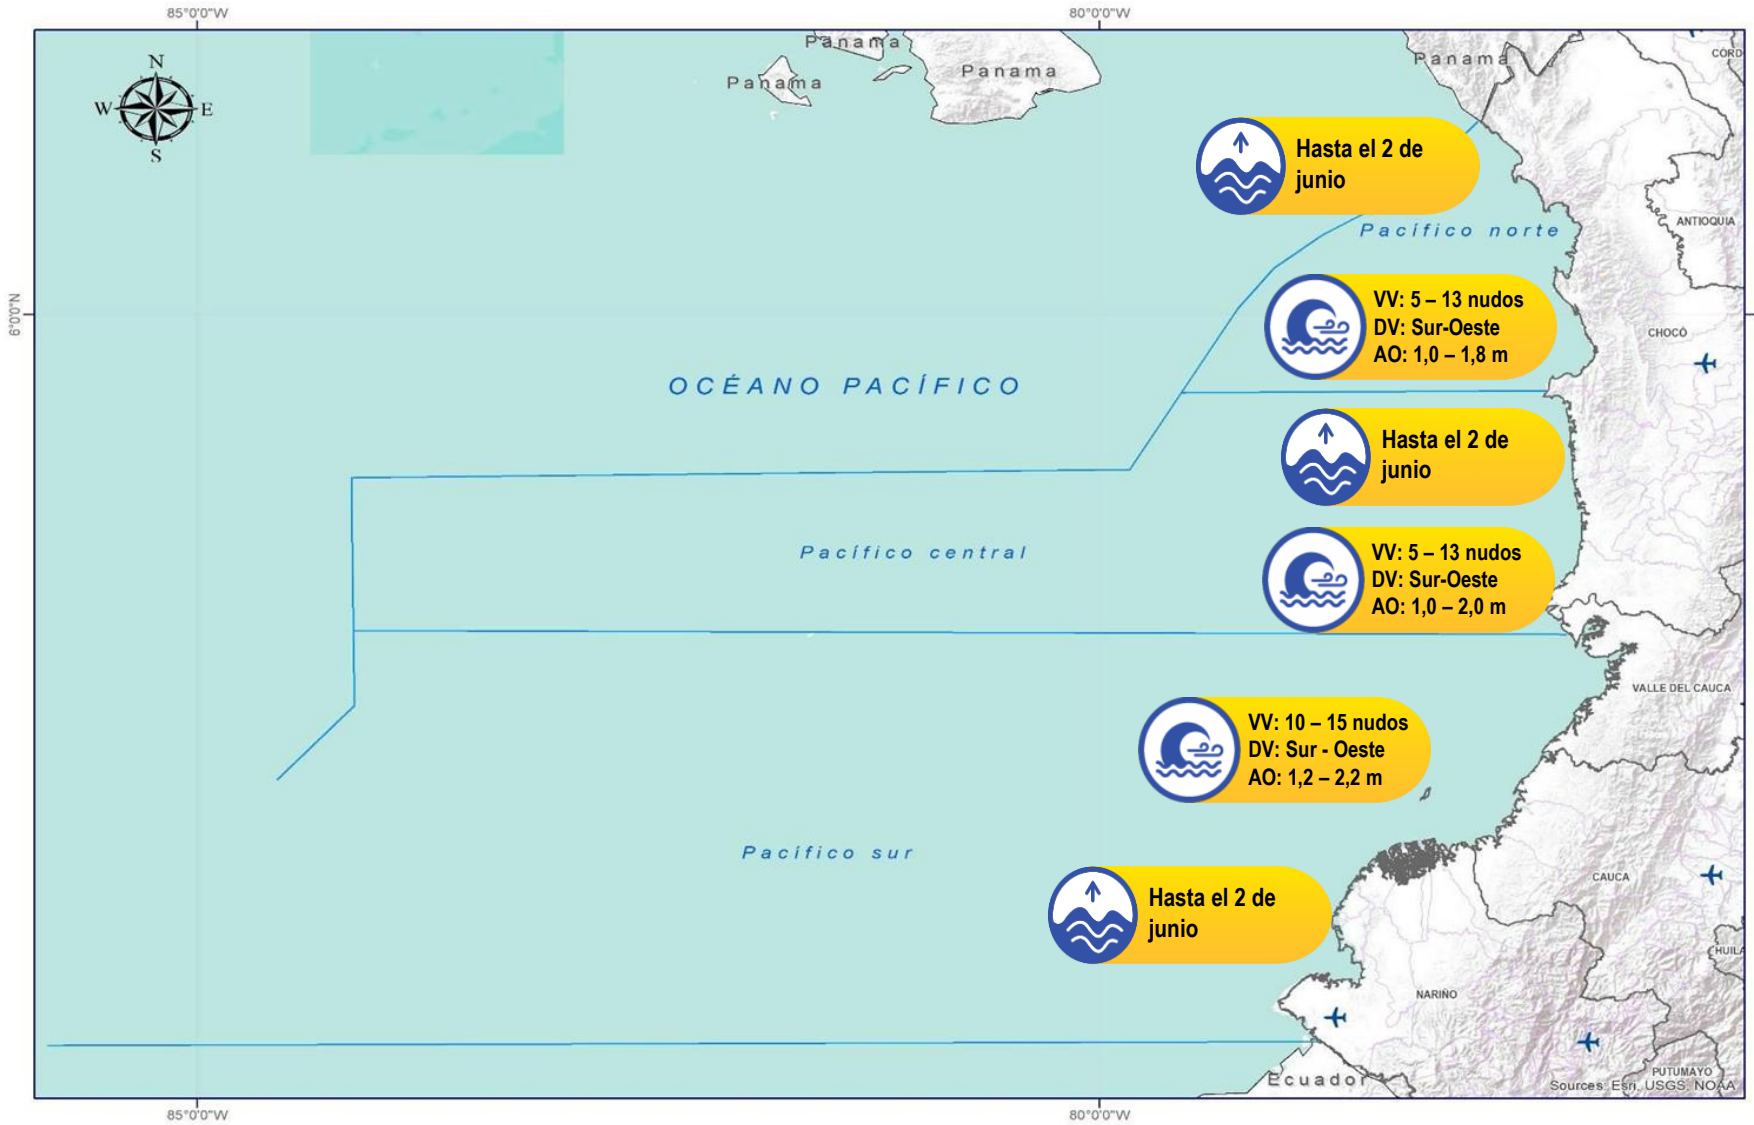 85°0'0"W
80°0'0"W
N
W
E
S
Panama
Panama
Panama
Panama
CÓRD
Hasta el 2 de
junio
ANTIOQUIA
Pacífico norte
6°0'0"N
VV: 5 – 13 nudos
DV: Sur-Oeste
AO: 1,0 – 1,8 m
CHOCÓ
OCÉANO PACÍFICO
Hasta el 2 de
junio
Pacífico central
VV: 5 – 13 nudos
DV: Sur-Oeste
AO: 1,0 – 2,0 m
VALLE DEL CAUCA
VV: 10 – 15 nudos
DV: Sur - Oeste
AO: 1,2 – 2,2 m
Pacífico sur
CAUCA
Hasta el 2 de
junio
HUILA
NARIÑO
Ecuador
PUTUMAYO
Sources: Esri, USGS, NOAA
85°0'0"W
80°0'0"W